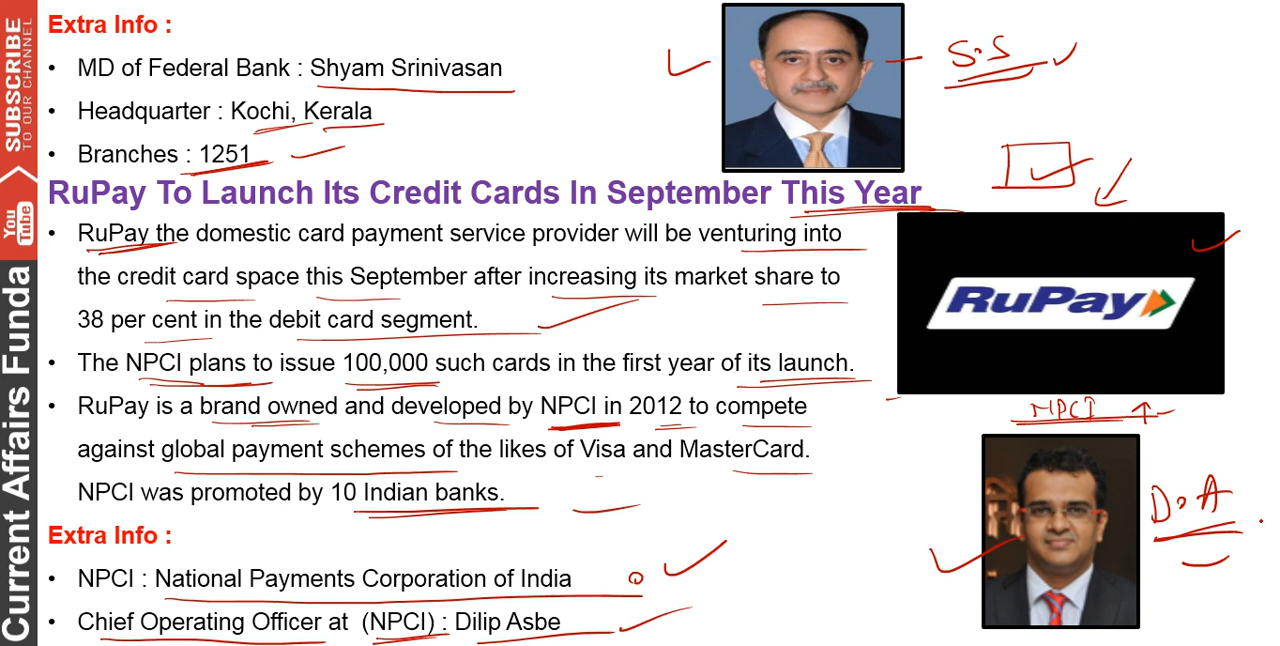 Extra Info :
• MD of Federal Bank : Shyam Srinivasan
• Headquarter : Kochi, Kerala
• Branches : 1251
S.S
RuPay To Launch Its Credit Cards In September This Year
• RuPay the domestic card payment service provider will be venturing into
the credit card space this September after increasing its market share to
38 per cent in the debit card segment.
• The NPCI plans to issue 100,000 such cards in the first year of its launch.
• RuPay is a brand owned and developed by NPCI in 2012 to compete
against global payment schemes of the likes of Visa and MasterCard.
NPCI was promoted by 10 Indian banks.
RuPay
NPCI
Extra Info :
• NPCI : National Payments Corporation of India
• Chief Operating Officer at (NPCI) : Dilip Asbe
D.A
SUBSCRIBE
TO OUR CHANNEL
You
Tube
Current Affairs Funda